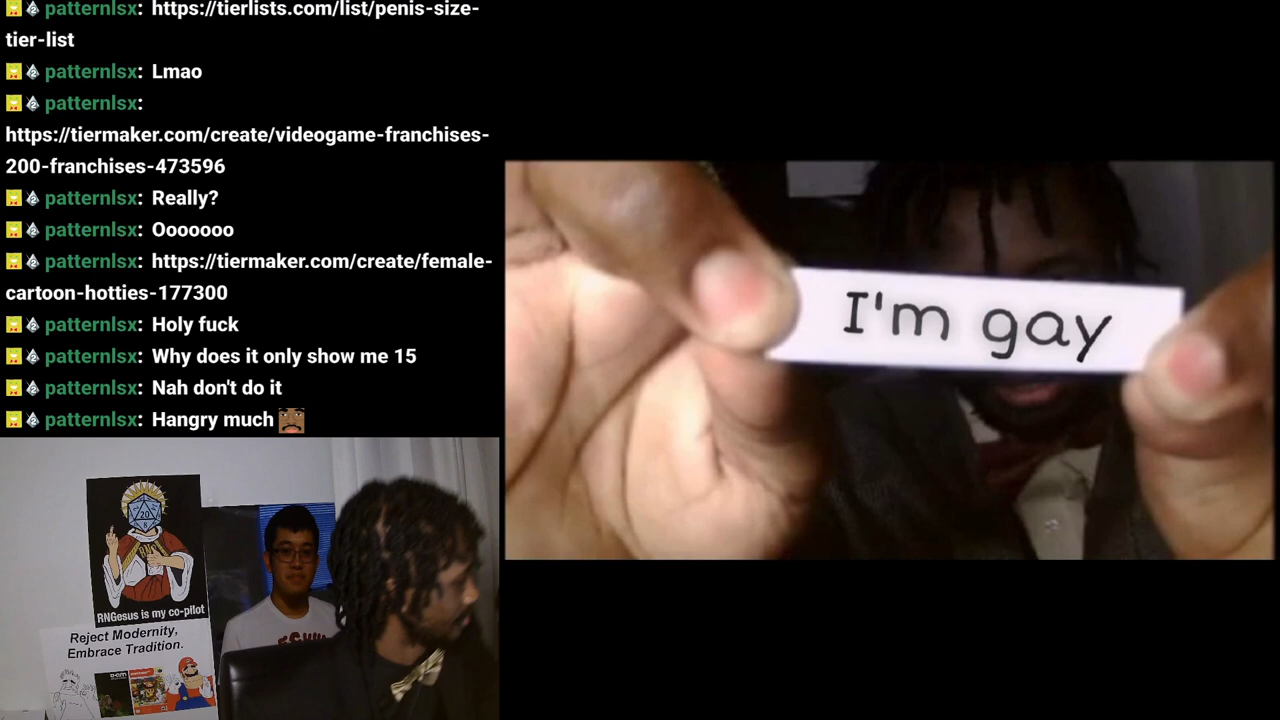 patternlsx: https://tierlists.com/list/penis-size-
tier-list
patternlsx: Lmao
patternlsx:
https://tiermaker.com/create/videogame-franchises-
200-franchises-473596
patternlsx: Really?
patternlsx: Ooooooo
patternlsx: https://tiermaker.com/create/female-
cartoon-hotties-177300
patternlsx: Holy fuck
patternlsx: Why does it only show me 15
patternlsx: Nah don't do it
patternlsx: Hangry much
I'm gay
20
8
RNGesus is my co-pilot
Reject Modernity,
Embrace Tradition.